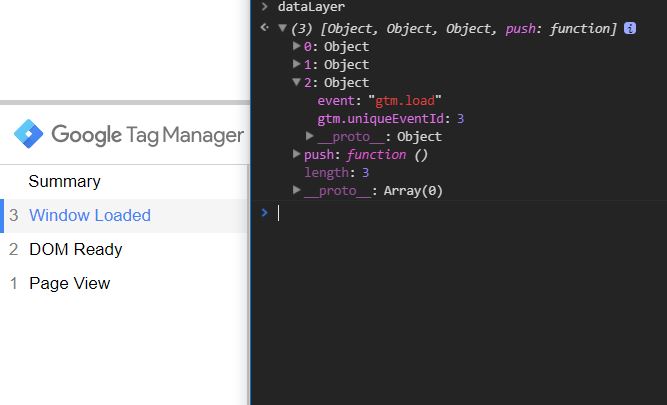 Google Tag Manager
Summary
3 Window Loaded
2 DOM Ready
1 Page View
> dataLayer
(3) [Object, Object, Object, push: function] i
0: Object
1: Object
2: Object
event: "gtm.load"
gtm.uniqueEventId: 3
__proto__: Object
push: function ()
length: 3
__proto__: Array(0)
>